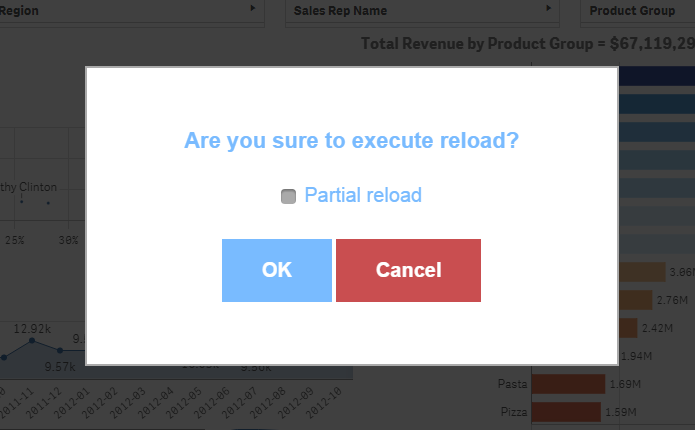 Region
Sales Rep Name
Product Group
Total Revenue by Product Group = $67,119,29
Are you sure to execute reload?
Partial reload
OK
Cancel
thy Clinton
25%
30%
12.92k
9.
9.57k
2011-11
2011-12
2012-01
2012-02
2012-03
2012-04
2012-05
2012-06
2012-07
2012-08
2012-09
2012-10
3.06M
2.76M
2.42M
1.94M
Pasta
1.69M
Pizza
1.59M